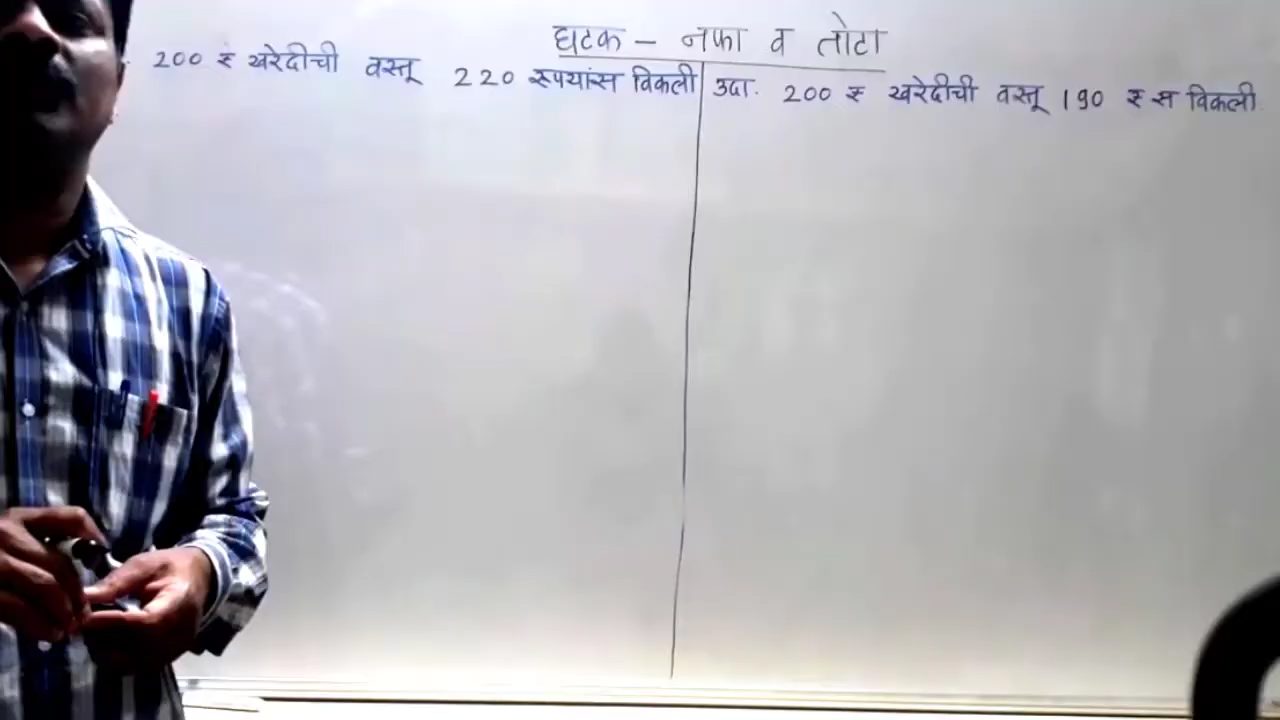 घटक – नफा व तोटा
200 रु खरेदीची वस्तू 220 रुपयांस विकली
उदा. 200 रु खरेदीची वस्तू 190 रु स विकली